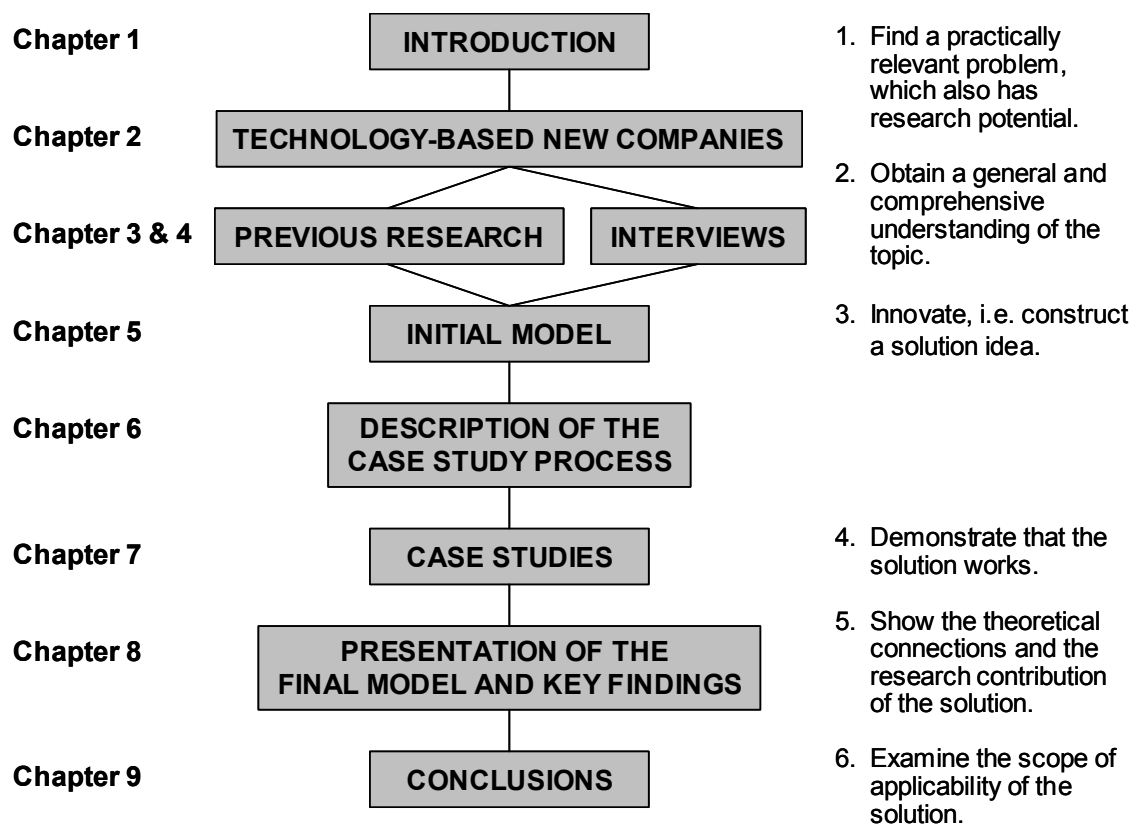 Chapter 1
INTRODUCTION
1. Find a practically
relevant problem,
which also has
research potential.
Chapter 2
TECHNOLOGY-BASED NEW COMPANIES
2. Obtain a general and
comprehensive
understanding of the
topic.
Chapter 3 & 4
PREVIOUS RESEARCH
INTERVIEWS
Chapter 5
INITIAL MODEL
3. Innovate, i.e. construct
a solution idea.
Chapter 6
DESCRIPTION OF THE
CASE STUDY PROCESS
Chapter 7
CASE STUDIES
4. Demonstrate that the
solution works.
Chapter 8
PRESENTATION OF THE
FINAL MODEL AND KEY FINDINGS
5. Show the theoretical
connections and the
research contribution
of the solution.
Chapter 9
CONCLUSIONS
6. Examine the scope of
applicability of the
solution.